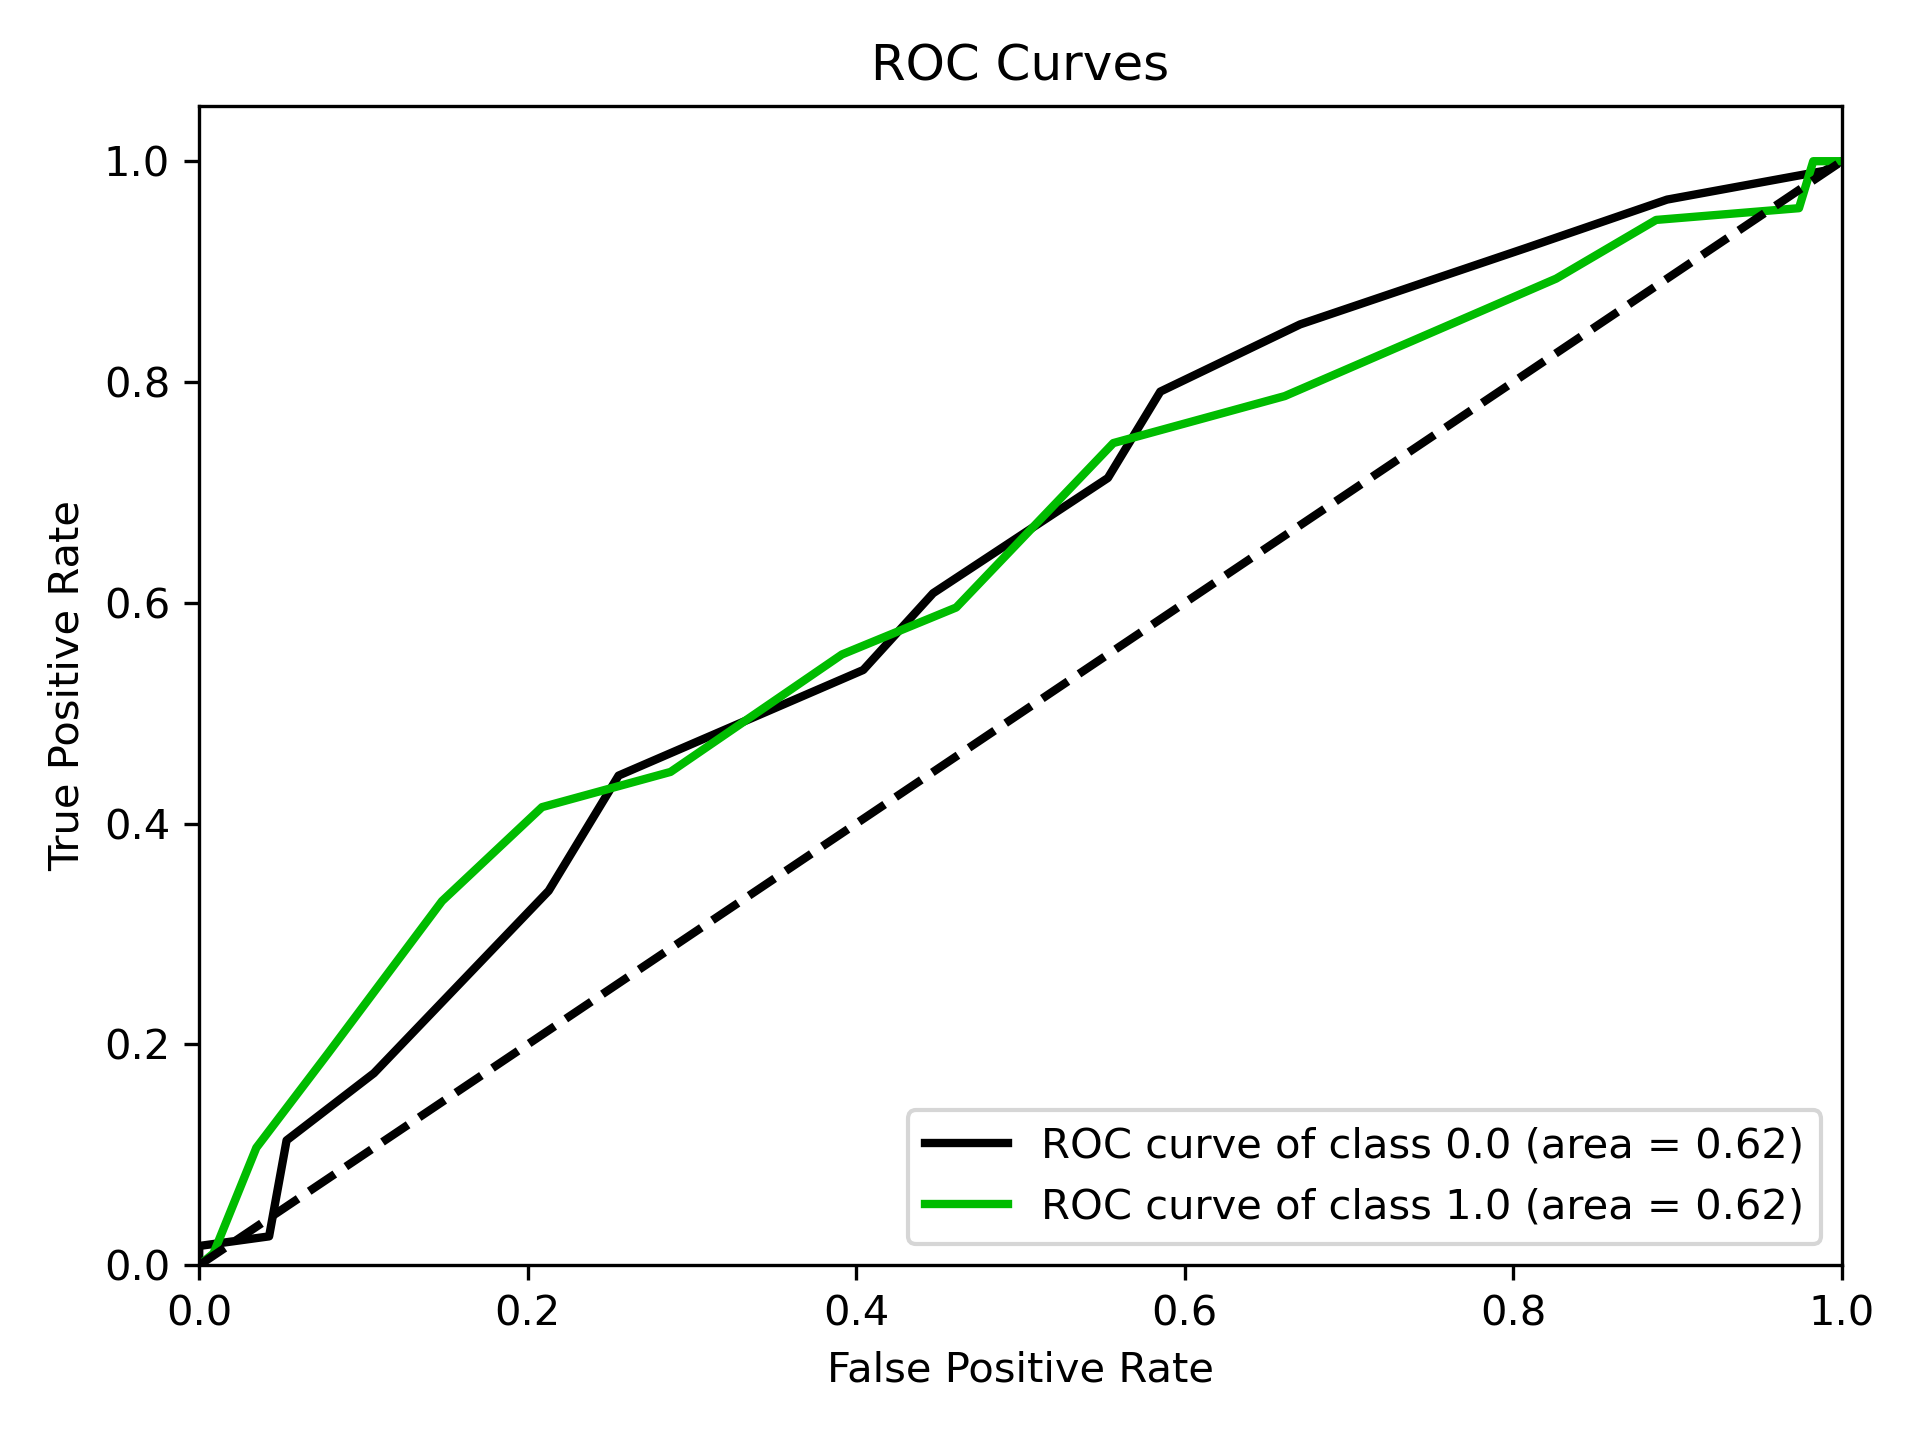 ROC Curves
True Positive Rate
1.0
0.8
0.6
0.4
0.2
0.0
ROC curve of class 0.0 (area = 0.62)
ROC curve of class 1.0 (area = 0.62)
0.0 0.2 0.4 0.6 0.8 1.0
False Positive Rate